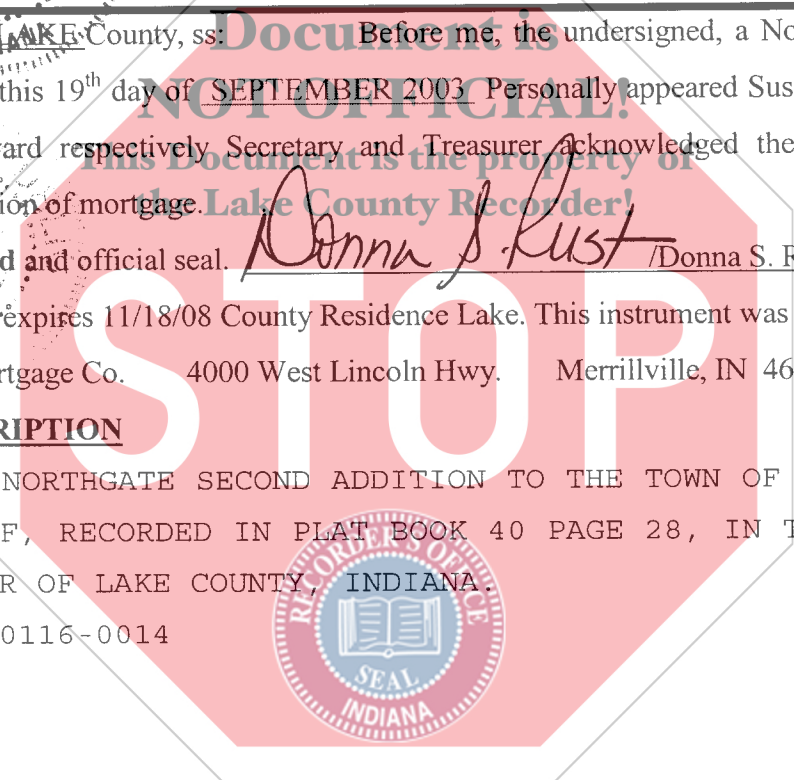 LAKE County, ss: Before me, the undersigned, a No
this 19th day of SEPTEMBER 2003 Personally appeared Sus
ard respectively Secretary and Treasurer acknowledged the
ion of mortgage.
d and official seal. Donna S. Rust /Donna S. R
expires 11/18/08 County Residence Lake. This instrument was
rtgage Co. 4000 West Lincoln Hwy. Merrillville, IN 46
RIPTION
NORTHGATE SECOND ADDITION TO THE TOWN OF
F, RECORDED IN PLAT BOOK 40 PAGE 28, IN T
R OF LAKE COUNTY, INDIANA.
0116-0014
Document is
NOT OFFICIAL!
This Document is the property of
the Lake County Recorder!
STOP
RECORDER'S OFFICE
SEAL
INDIANA